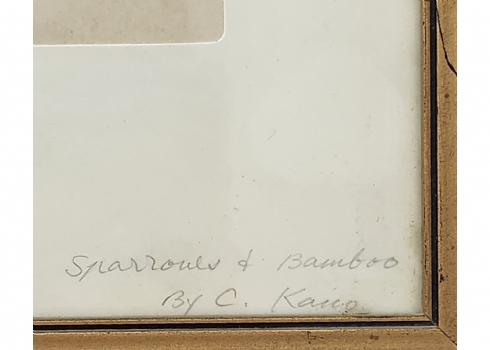 Sparrows & Bamboo
By C. Kano